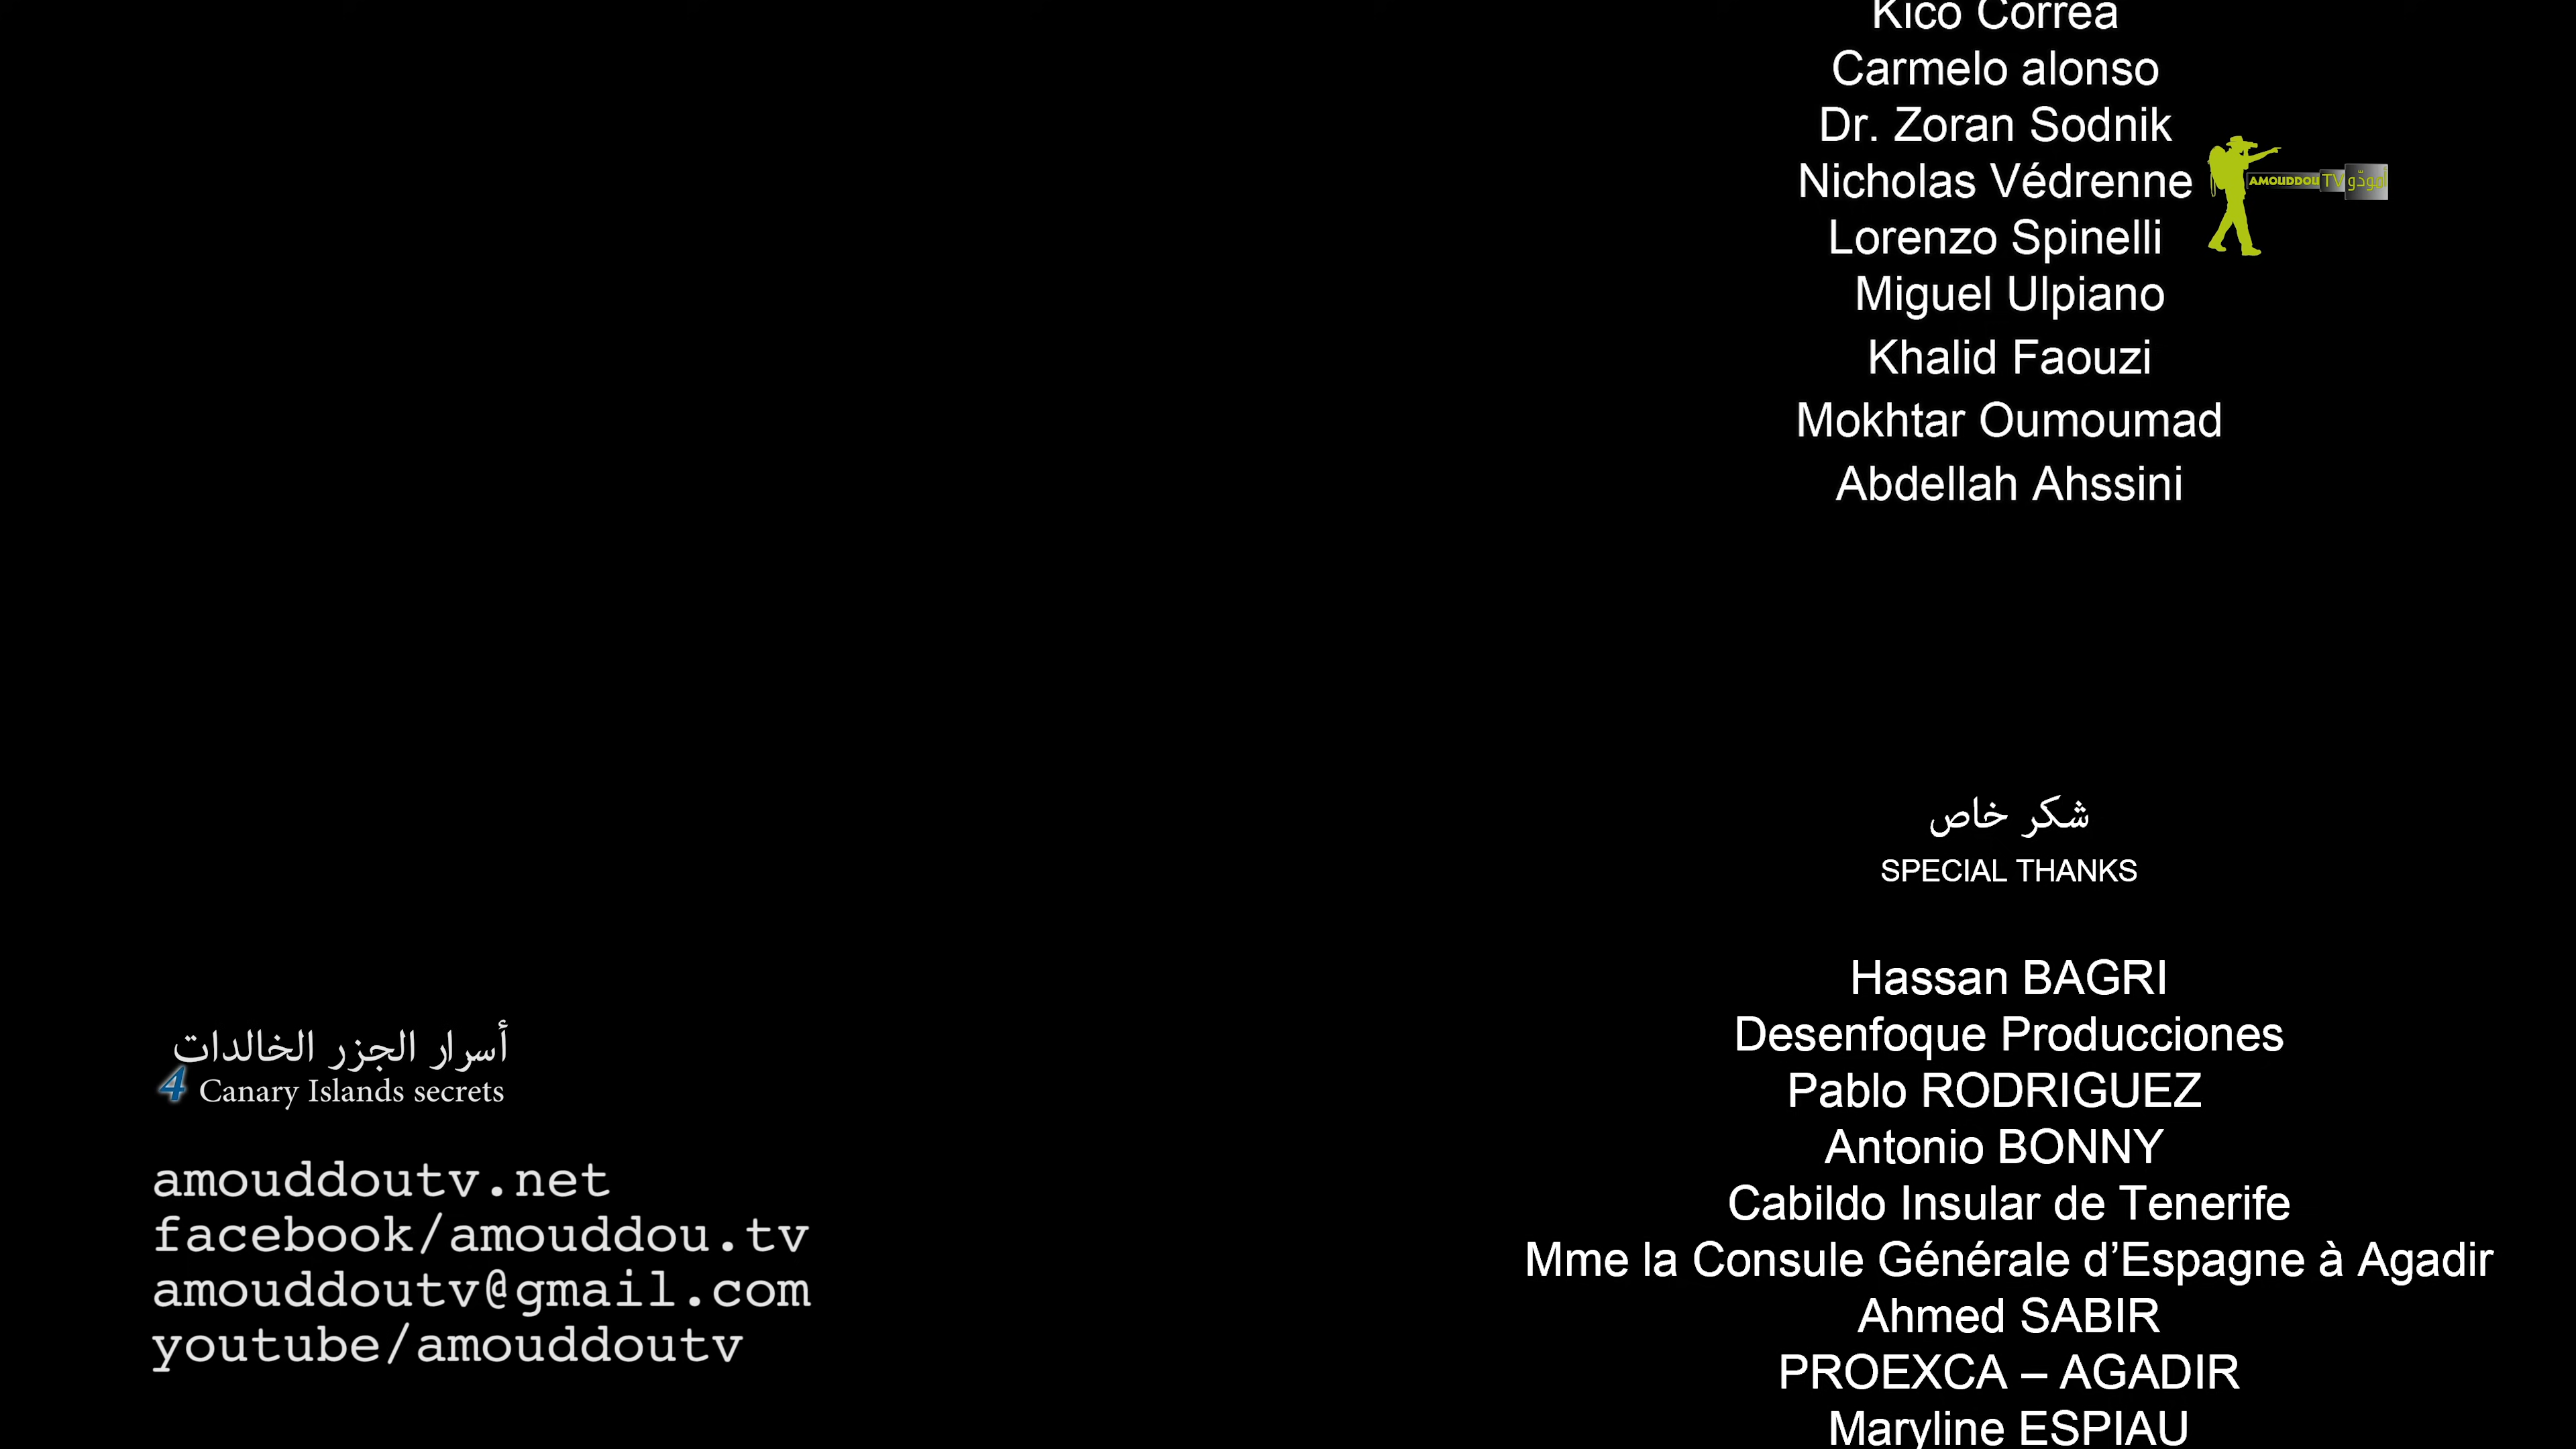 Kico Correa
Carmelo alonso
Dr. Zoran Sodnik
Nicholas Védrenne
AMOUDDOU TV أمودّو
Lorenzo Spinelli
Miguel Ulpiano
Khalid Faouzi
Mokhtar Oumoumad
Abdellah Ahssini
شكر خاص
SPECIAL THANKS
Hassan BAGRI
Desenfoque Producciones
Pablo RODRIGUEZ
Antonio BONNY
Cabildo Insular de Tenerife
Mme la Consule Générale d’Espagne à Agadir
Ahmed SABIR
PROEXCA – AGADIR
Maryline ESPIAU
أسرار الجزر الخالدات
4 Canary Islands secrets
amouddoutv.net
facebook/amouddou.tv
amouddoutv@gmail.com
youtube/amouddoutv